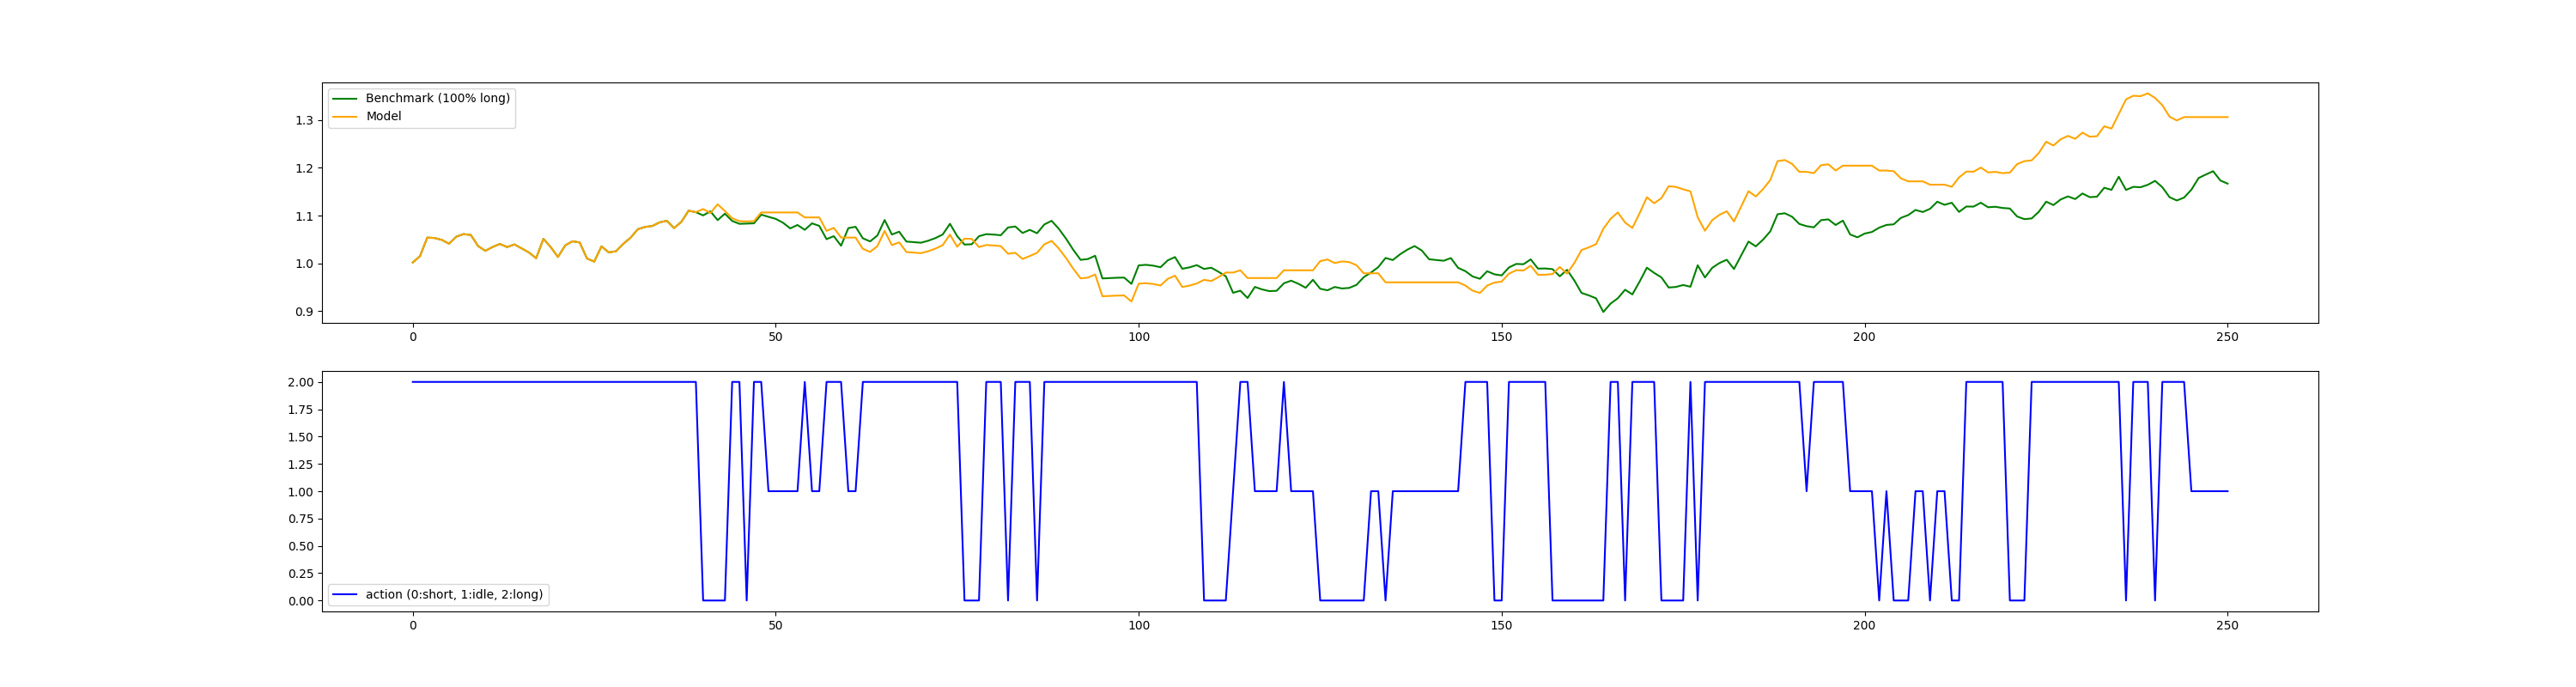 Benchmark (100% long)
Model
1.3
1.2
1.1
1.0
0.9
0 50 100 150 200 250
2.00
1.75
1.50
1.25
1.00
0.75
0.50
0.25
0.00
action (0:short, 1:idle, 2:long)
0 50 100 150 200 250